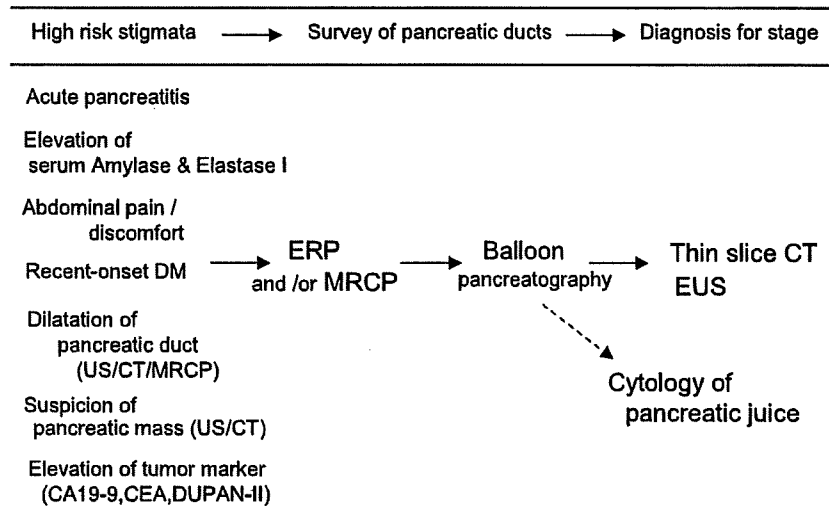 High risk stigmata → Survey of pancreatic ducts → Diagnosis for stage
Acute pancreatitis
Elevation of
serum Amylase & Elastase I
Abdominal pain /
discomfort
Recent-onset DM
Dilatation of
pancreatic duct
(US/CT/MRCP)
Suspicion of
pancreatic mass (US/CT)
Elevation of tumor marker
(CA19-9,CEA,DUPAN-II)
ERP
and /or MRCP
Balloon
pancreatography
Thin slice CT
EUS
Cytology of
pancreatic juice